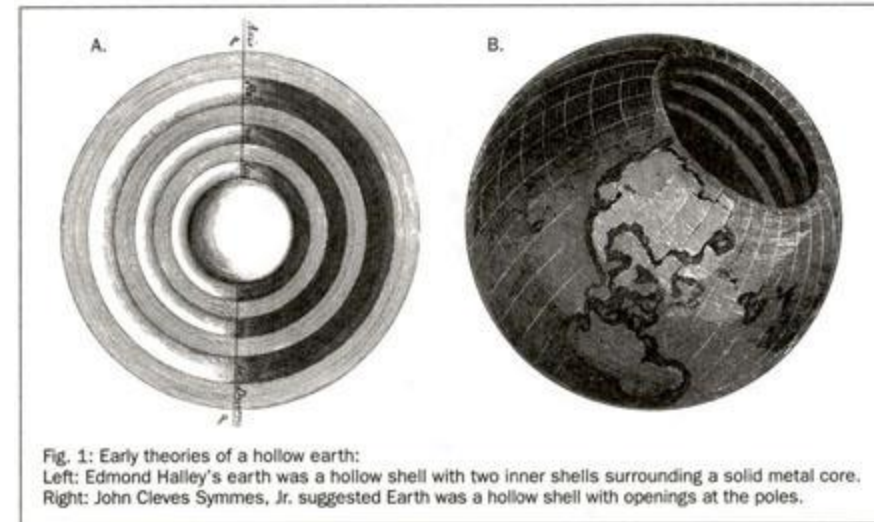 A.
B.
Fig. 1: Early theories of a hollow earth:
Left: Edmond Halley's earth was a hollow shell with two inner shells surrounding a solid metal core.
Right: John Cleves Symmes, Jr. suggested Earth was a hollow shell with openings at the poles.